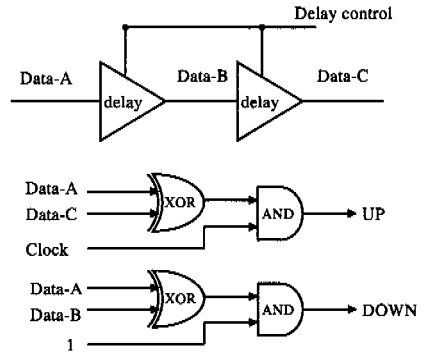 Delay control
Data-A
Data-B
Data-C
delay
delay
Data-A
Data-C
XOR
AND
UP
Clock
Data-A
Data-B
XOR
AND
DOWN
1